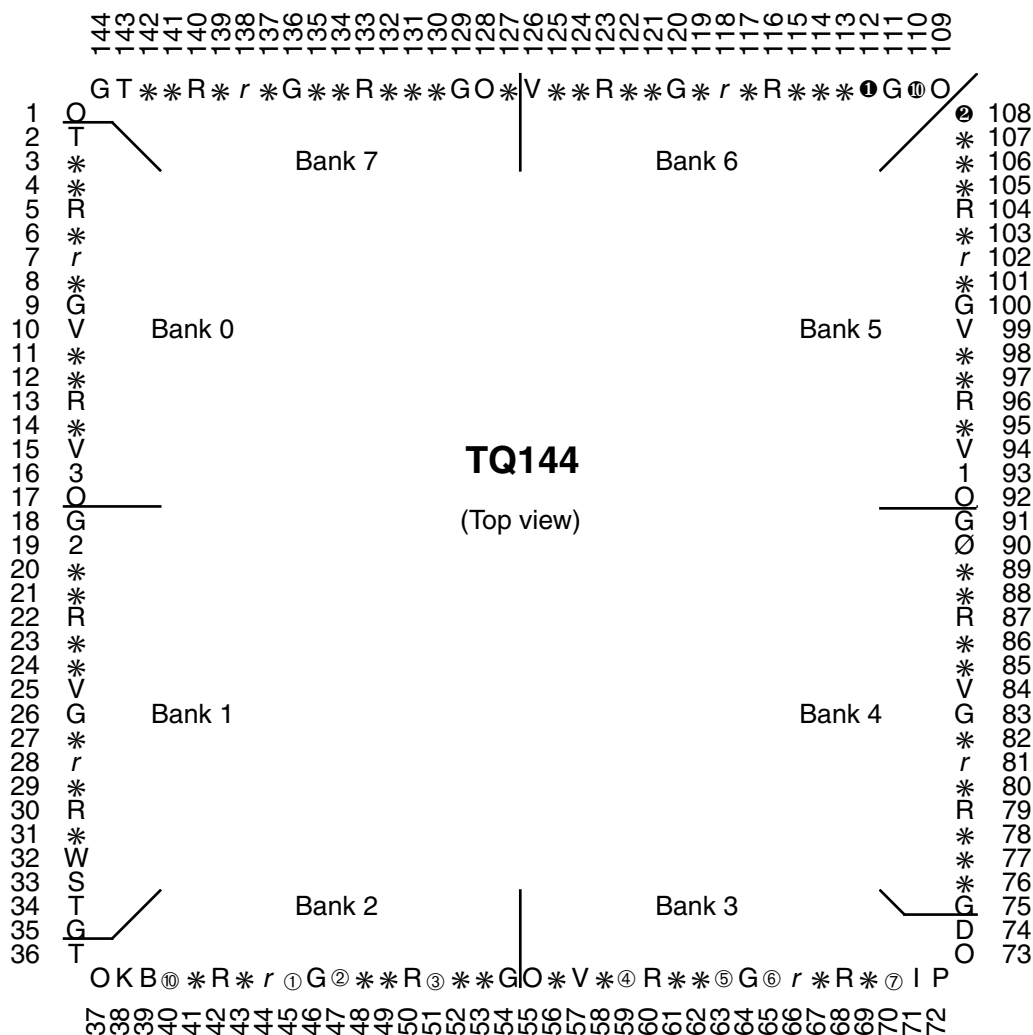 144 143 142 141 140 139 138 137 136 135 134 133 132 131 130 129 128 127 126 125 124 123 122 121 120 119 118 117 116 115 114 113 112 111 110 109
G T * * R * r * G * * R * * * G O * V * * R * * G * r * R * * * ❶ G ❿ O
1 O ❷ 108
2 T * 107
3 * Bank 7 Bank 6 * 106
4 * * 105
5 R R 104
6 * * 103
7 r r 102
8 * * 101
9 G G 100
10 V Bank 0 Bank 5 V 99
11 * * 98
12 * * 97
13 R R 96
14 * * 95
15 V V 94
TQ144
16 3 1 93
17 O O 92
18 G (Top view) G 91
19 2 Ø 90
20 * * 89
21 * * 88
22 R R 87
23 * * 86
24 * * 85
25 V V 84
26 G Bank 1 Bank 4 G 83
27 * * 82
28 r r 81
29 * * 80
30 R R 79
31 * * 78
32 W * 77
33 S * 76
34 T Bank 2 Bank 3 G 75
35 G D 74
36 T O 73
O K B ⑩ * R * r ① G ② * * R ③ * * G O * V * ④ R * * ⑤ G ⑥ r * R * ⑦ I P
37 38 39 40 41 42 43 44 45 46 47 48 49 50 51 52 53 54 55 56 57 58 59 60 61 62 63 64 65 66 67 68 69 70 71 72